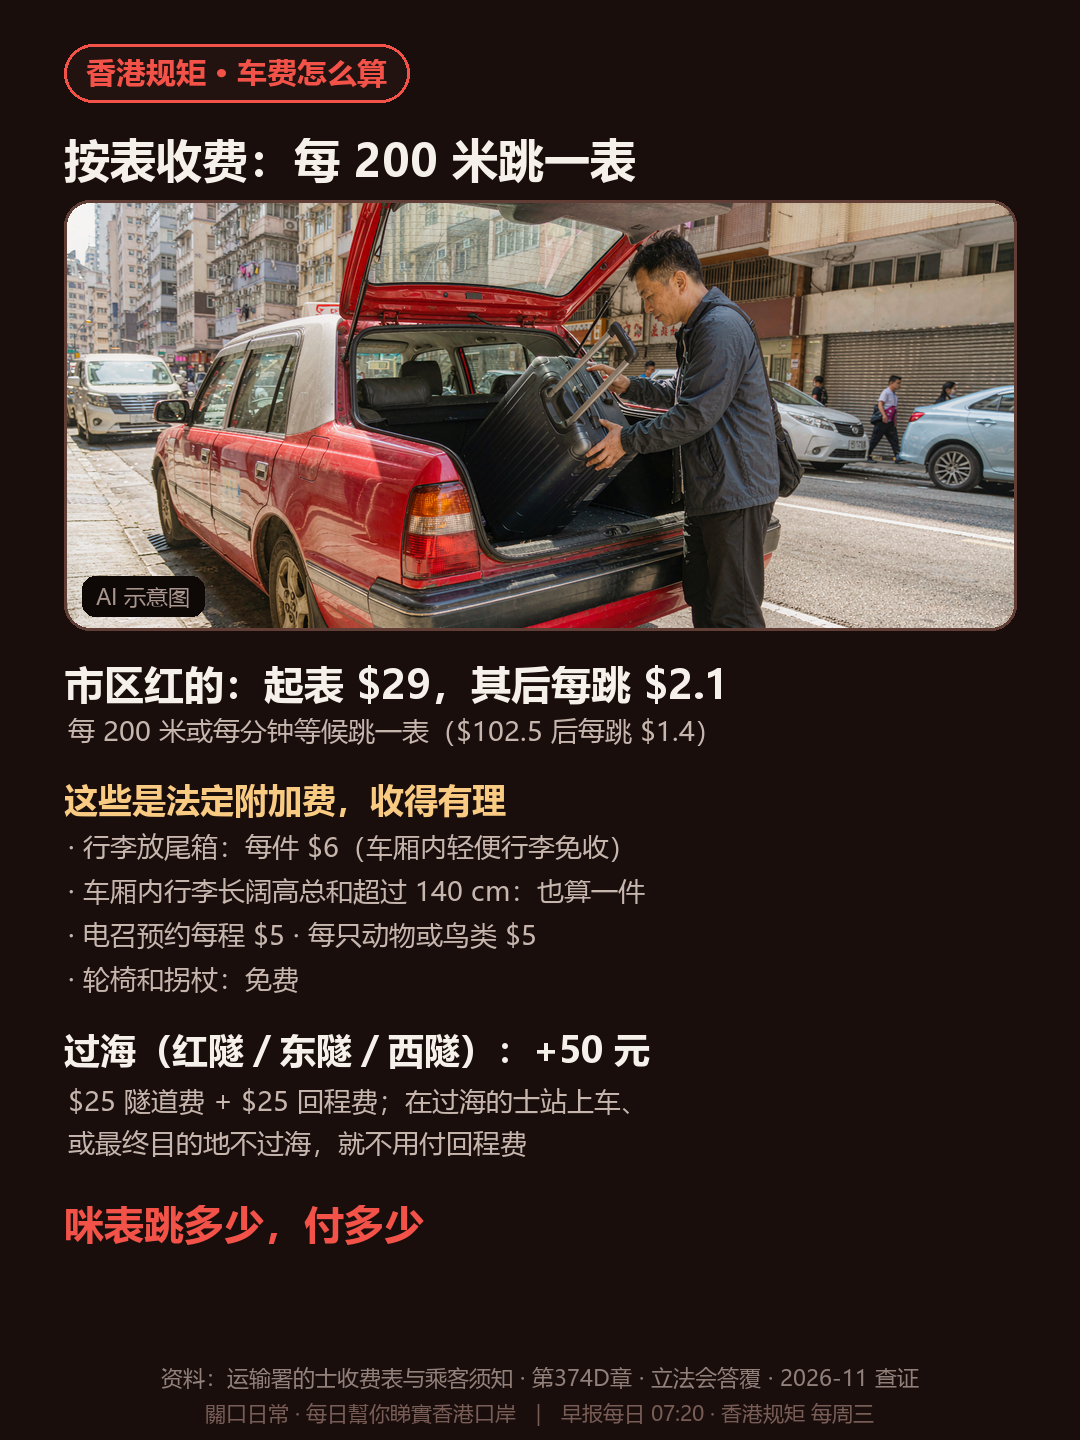 香港规矩·车费怎么算
按表收费：每 200 米跳一表
AI 示意图
市区红的：起表 $29，其后每跳 $2.1
每 200 米或每分钟等候跳一表（$102.5 后每跳 $1.4）
这些是法定附加费，收得有理
· 行李放尾箱：每件 $6（车厢内轻便行李免收）
· 车厢内行李长阔高总和超过 140 cm：也算一件
· 电召预约每程 $5 · 每只动物或鸟类 $5
· 轮椅和拐杖：免费
过海（红隧 / 东隧 / 西隧）：+50 元
$25 隧道费 + $25 回程费；在过海的士站上车、
或最终目的地不过海，就不用付回程费
咪表跳多少，付多少
资料：运输署的士收费表与乘客须知 · 第374D章 · 立法会答覆 · 2026-11 查证
關口日常 · 每日幫你睇實香港口岸 | 早报每日 07:20 · 香港规矩 每周三